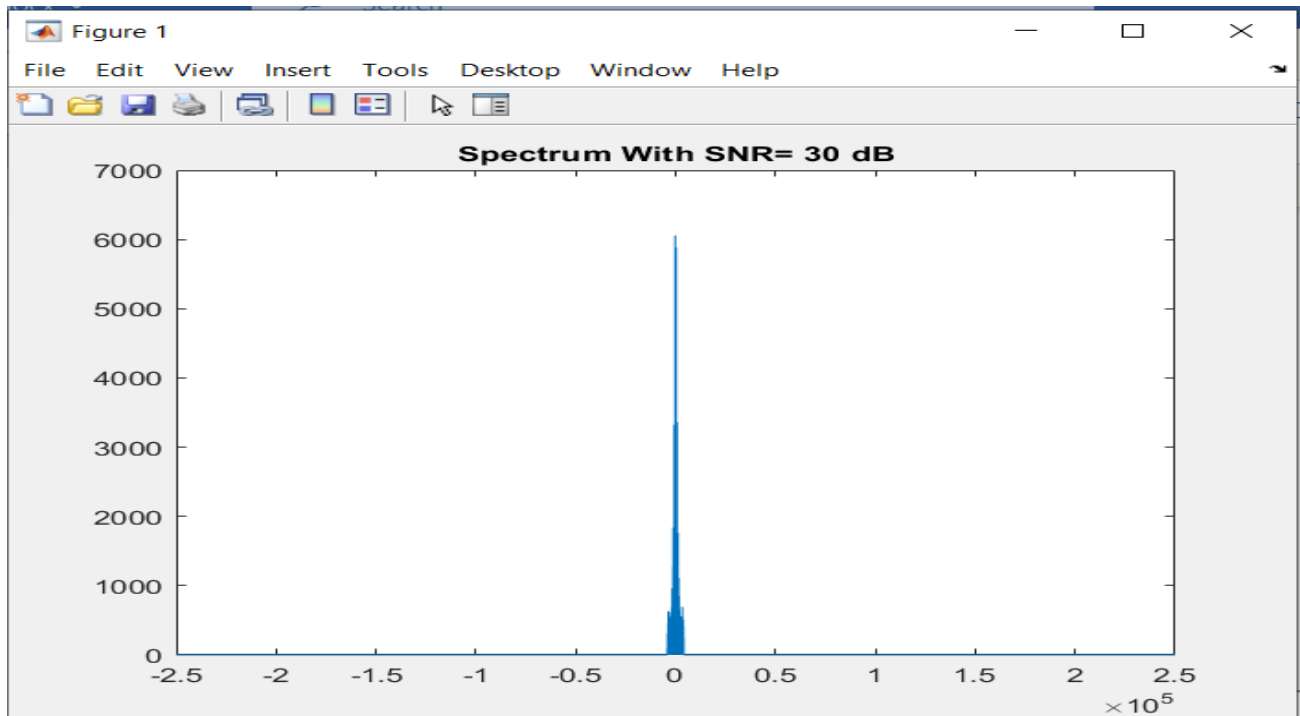 Search
Figure 1
File Edit View Insert Tools Desktop Window Help
Spectrum With SNR= 30 dB
7000
6000
5000
4000
3000
2000
1000
0
-2.5 -2 -1.5 -1 -0.5 0 0.5 1 1.5 2 2.5
×10⁵